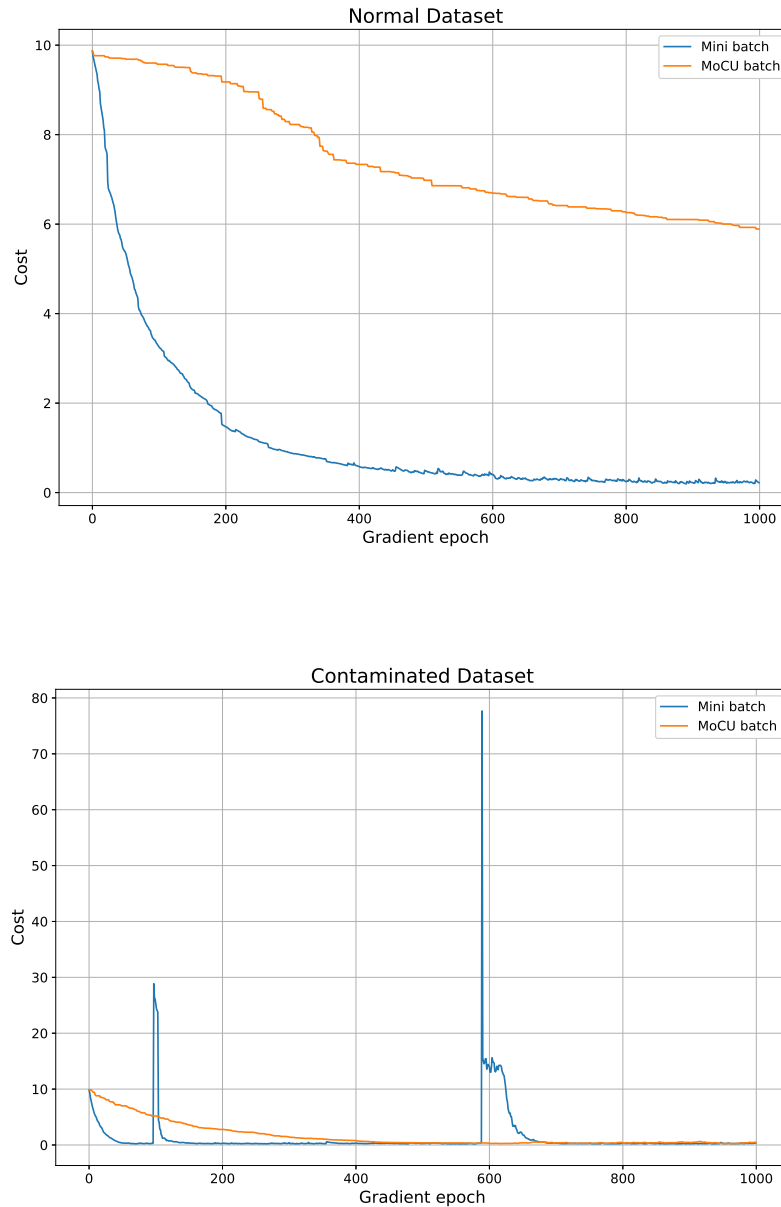 Normal Dataset
Mini batch
MoCU batch
10
8
6
4
2
0
Cost
0 200 400 600 800 1000
Gradient epoch
Contaminated Dataset
Mini batch
MoCU batch
80
70
60
50
40
30
20
10
0
Cost
0 200 400 600 800 1000
Gradient epoch